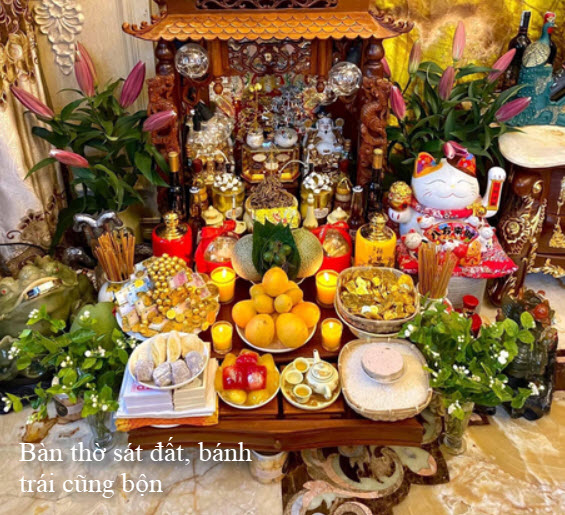 Bàn thờ sát đất, bánh
trái cũng bộn